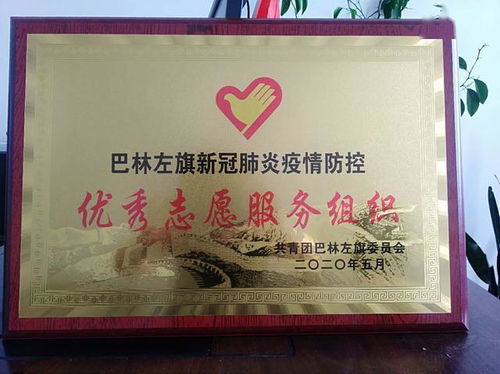 巴林左旗新冠肺炎疫情防控
优秀志愿服务组织
共青团巴林左旗委员会
二〇二〇年五月